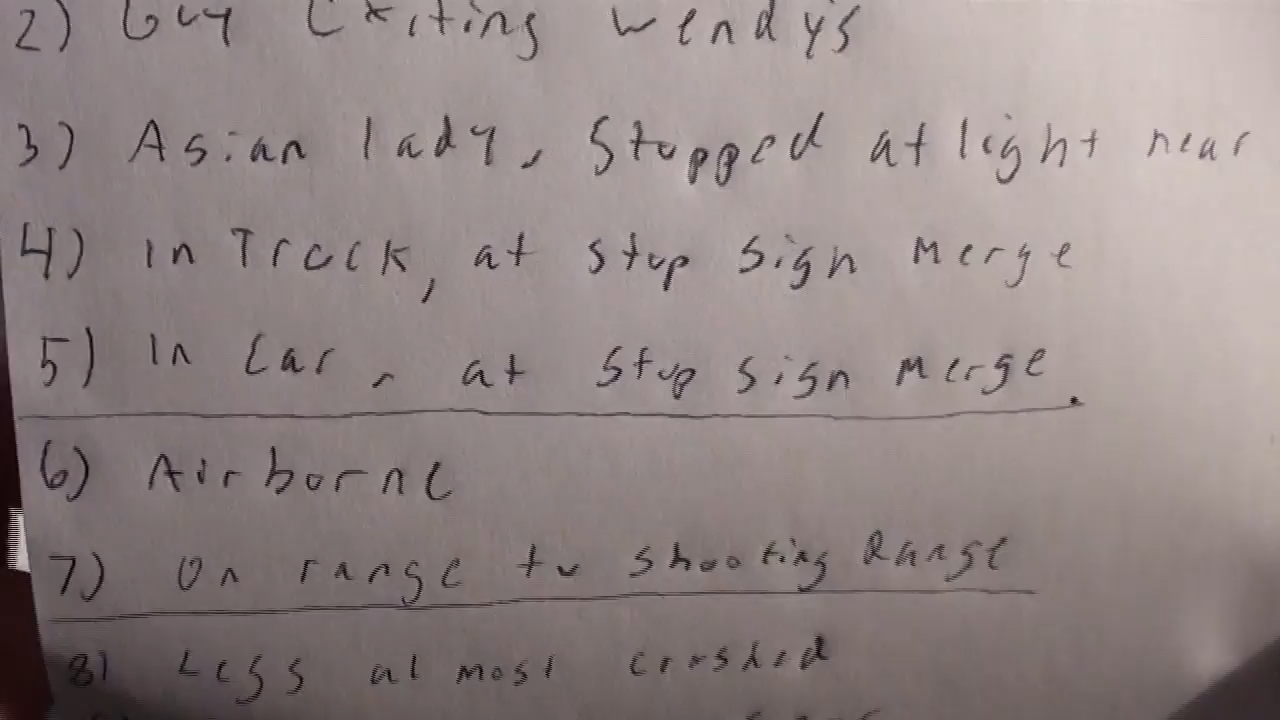 2) Guy Exiting Wendy's
3) Asian lady, Stopped at light near
4) in Truck, at stop sign merge
5) in Car, at stop sign merge.
6) Airborne
7) On range to shooting Range
8) Legs almost crushed